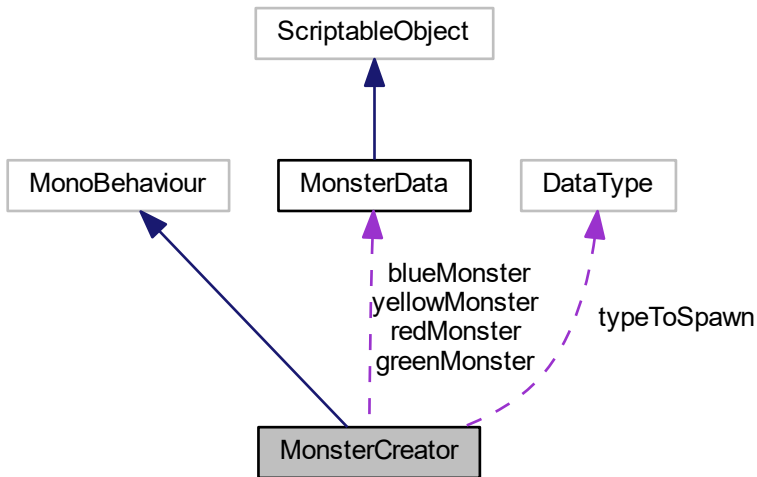 ScriptableObject
MonoBehaviour
MonsterData
DataType
blueMonster
yellowMonster
redMonster
greenMonster
typeToSpawn
MonsterCreator